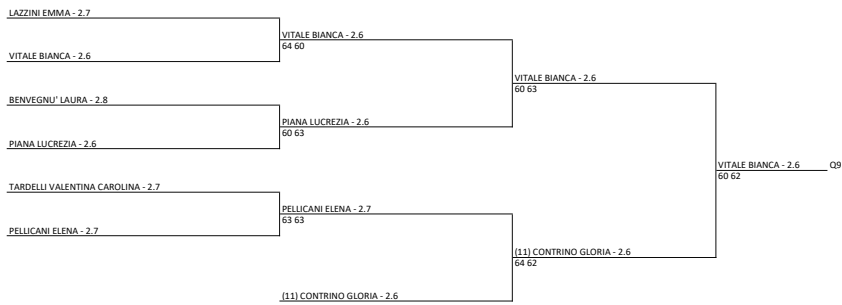 LAZZINI EMMA - 2.7
VITALE BIANCA - 2.6
64 60
VITALE BIANCA - 2.6
VITALE BIANCA - 2.6
60 63
BENVEGNU' LAURA - 2.8
PIANA LUCREZIA - 2.6
60 63
PIANA LUCREZIA - 2.6
VITALE BIANCA - 2.6 Q9
60 62
TARDELLI VALENTINA CAROLINA - 2.7
PELLICANI ELENA - 2.7
63 63
PELLICANI ELENA - 2.7
(11) CONTRINO GLORIA - 2.6
64 62
(11) CONTRINO GLORIA - 2.6